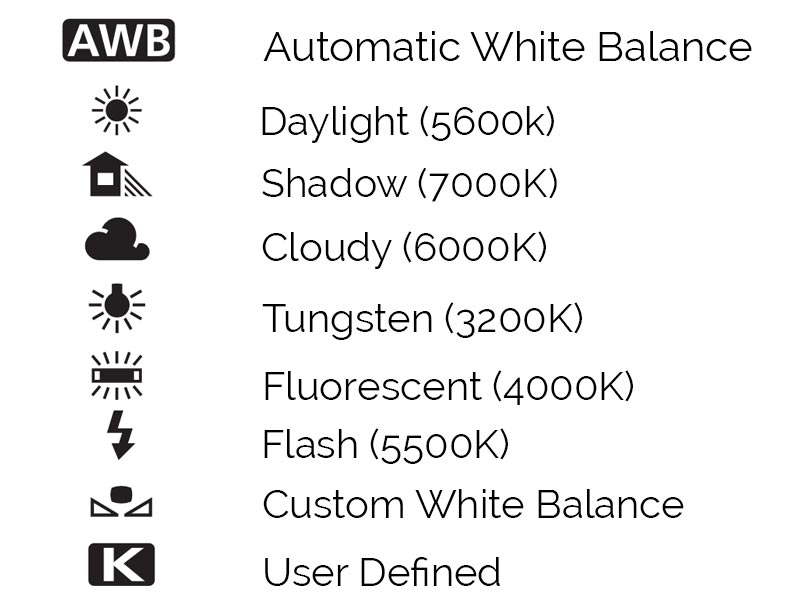 AWB Automatic White Balance
Daylight (5600k)
Shadow (7000K)
Cloudy (6000K)
Tungsten (3200K)
Fluorescent (4000K)
Flash (5500K)
Custom White Balance
K User Defined